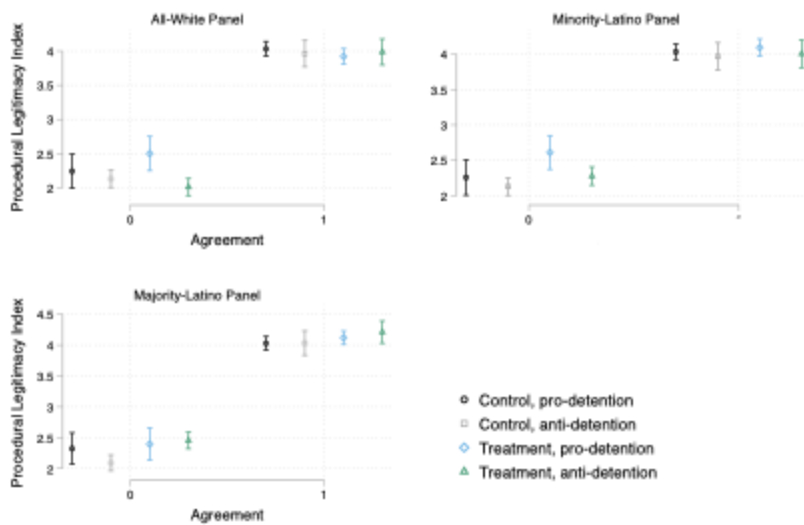 All-White Panel
Procedural Legitimacy Index
4
3.5
3
2.5
2
0 1
Agreement
Minority-Latino Panel
4
3.5
3
2.5
2
0
Majority-Latino Panel
Procedural Legitimacy Index
4.5
4
3.5
3
2.5
2
0 1
Agreement
Control, pro-detention
Control, anti-detention
Treatment, pro-detention
Treatment, anti-detention